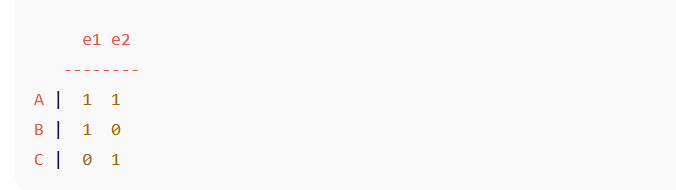 e1 e2
--------
A | 1 1
B | 1 0
C | 0 1